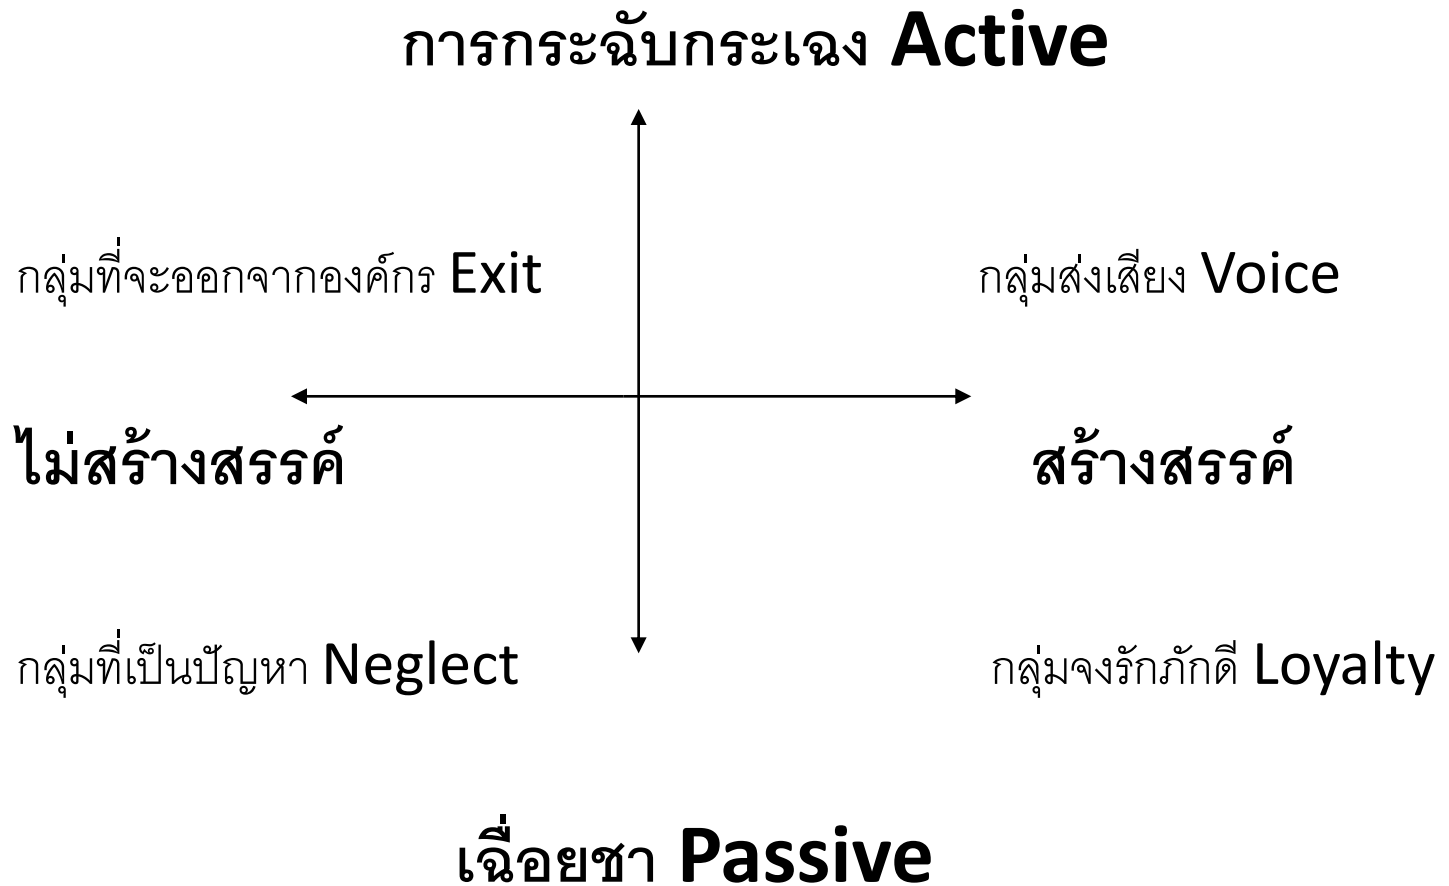 การกระฉับกระเฉง Active
กลุ่มที่จะออกจากองค์กร Exit
กลุ่มส่งเสียง Voice
ไม่สร้างสรรค์
สร้างสรรค์
กลุ่มที่เป็นปัญหา Neglect
กลุ่มจงรักภักดี Loyalty
เฉื่อยชา Passive